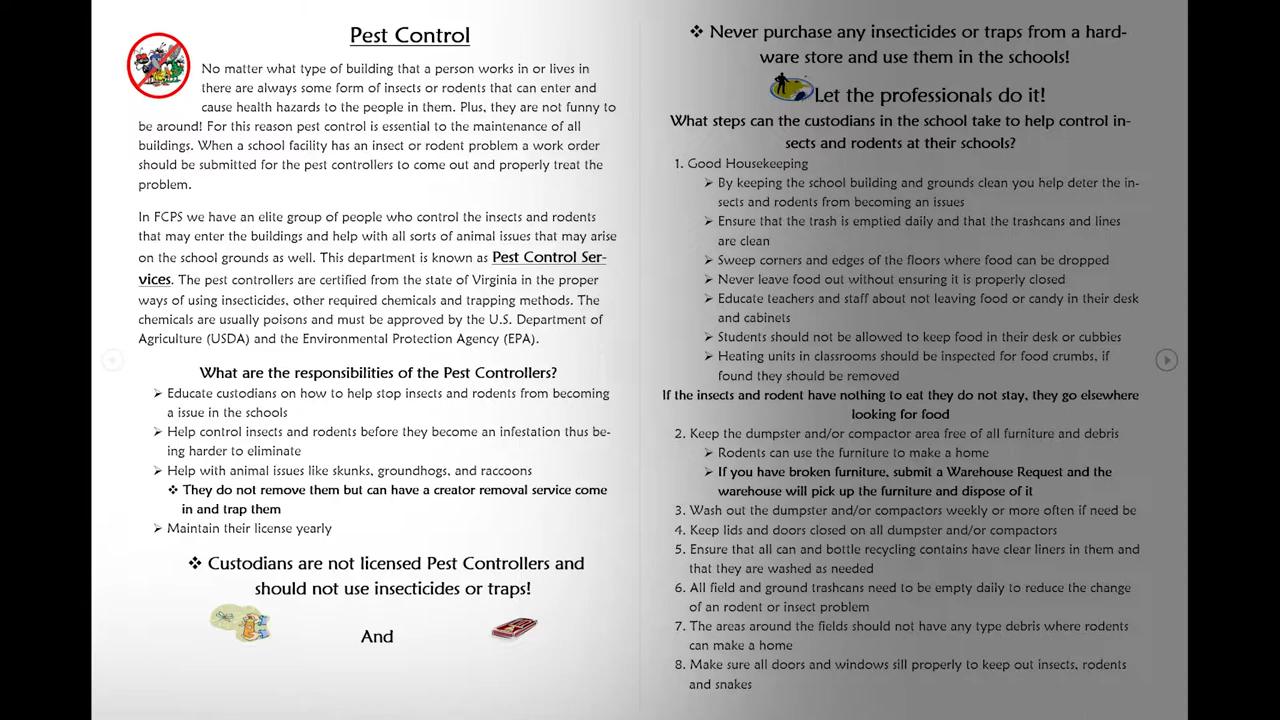 Pest Control
No matter what type of building that a person works in or lives in
there are always some form of insects or rodents that can enter and
cause health hazards to the people in them. Plus, they are not funny to
be around! For this reason pest control is essential to the maintenance of all
buildings. When a school facility has an insect or rodent problem a work order
should be submitted for the pest controllers to come out and properly treat the
problem.
In FCPS we have an elite group of people who control the insects and rodents
that may enter the buildings and help with all sorts of animal issues that may arise
on the school grounds as well. This department is known as Pest Control Ser-
vices. The pest controllers are certified from the state of Virginia in the proper
ways of using insecticides, other required chemicals and trapping methods. The
chemicals are usually poisons and must be approved by the U.S. Department of
Agriculture (USDA) and the Environmental Protection Agency (EPA).
What are the responsibilities of the Pest Controllers?
➢ Educate custodians on how to help stop insects and rodents from becoming
a issue in the schools
➢ Help control insects and rodents before they become an infestation thus be-
ing harder to eliminate
➢ Help with animal issues like skunks, groundhogs, and raccoons
❖ They do not remove them but can have a creator removal service come
in and trap them
➢ Maintain their license yearly
❖ Custodians are not licensed Pest Controllers and
should not use insecticides or traps!
And
❖ Never purchase any insecticides or traps from a hard-
ware store and use them in the schools!
Let the professionals do it!
What steps can the custodians in the school take to help control in-
sects and rodents at their schools?
1. Good Housekeeping
➢ By keeping the school building and grounds clean you help deter the in-
sects and rodents from becoming an issues
➢ Ensure that the trash is emptied daily and that the trashcans and lines
are clean
➢ Sweep corners and edges of the floors where food can be dropped
➢ Never leave food out without ensuring it is properly closed
➢ Educate teachers and staff about not leaving food or candy in their desk
and cabinets
➢ Students should not be allowed to keep food in their desk or cubbies
➢ Heating units in classrooms should be inspected for food crumbs, if
found they should be removed
If the insects and rodent have nothing to eat they do not stay, they go elsewhere
looking for food
2. Keep the dumpster and/or compactor area free of all furniture and debris
➢ Rodents can use the furniture to make a home
➢ If you have broken furniture, submit a Warehouse Request and the
warehouse will pick up the furniture and dispose of it
3. Wash out the dumpster and/or compactors weekly or more often if need be
4. Keep lids and doors closed on all dumpster and/or compactors
5. Ensure that all can and bottle recycling contains have clear liners in them and
that they are washed as needed
6. All field and ground trashcans need to be empty daily to reduce the change
of an rodent or insect problem
7. The areas around the fields should not have any type debris where rodents
can make a home
8. Make sure all doors and windows sill properly to keep out insects, rodents
and snakes